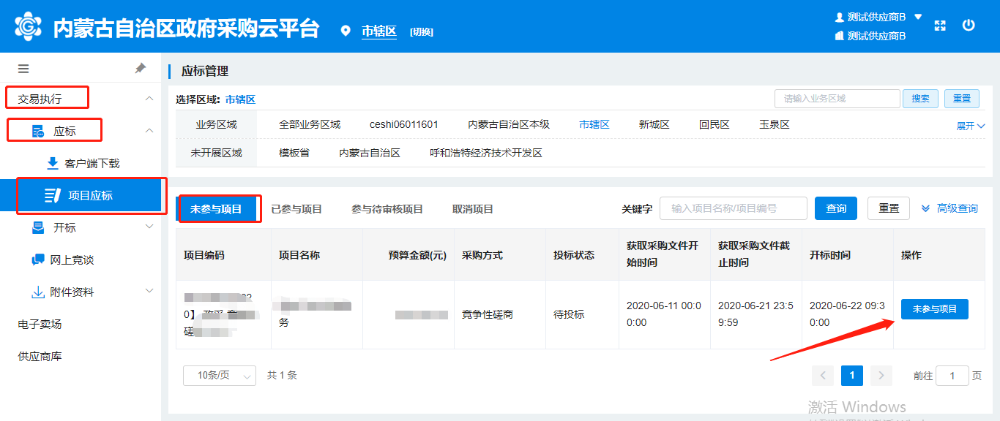 内蒙古自治区政府采购云平台 市辖区 [切换]
测试供应商B
测试供应商B
交易执行
应标
客户端下载
项目应标
开标
网上竞谈
附件资料
电子卖场
供应商库
应标管理
选择区域: 市辖区 请输入业务区域 搜索 重置
业务区域 全部业务区域 ceshi06011601 内蒙古自治区本级 市辖区 新城区 回民区 玉泉区 展开
未开展区域 模板省 内蒙古自治区 呼和浩特经济技术开发区
未参与项目 已参与项目 参与待审核项目 取消项目 关键字 输入项目名称/项目编号 查询 重置 高级查询
项目编码 项目名称 预算金额(元) 采购方式 投标状态 获取采购文件开始时间 获取采购文件截止时间 开标时间 操作
0】 磋 务 竞争性磋商 待投标 2020-06-11 00:00:00 2020-06-21 23:59:59 2020-06-22 09:30:00 未参与项目
10条/页 共 1 条 1 前往 1 页
激活 Windows